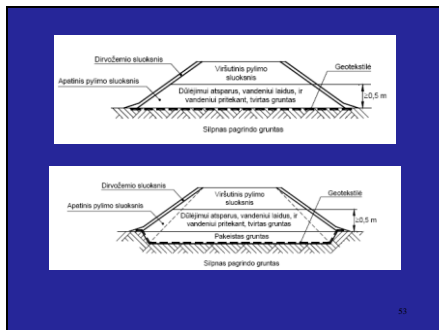 Dirvožemio sluoksnis
Viršutinis pylimo
sluoksnis
Geotekstilė
Apatinis pylimo sluoksnis
Dūlėjimui atsparus, vandeniui laidus, ir
vandeniui pritekant, tvirtas gruntas
≥0,5 m
Silpnas pagrindo gruntas
Dirvožemio sluoksnis
Viršutinis pylimo
sluoksnis
Geotekstilė
Apatinis pylimo sluoksnis
Dūlėjimui atsparus, vandeniui laidus, ir
vandeniui pritekant, tvirtas gruntas
≥0,5 m
Pakeistas gruntas
Silpnas pagrindo gruntas
53